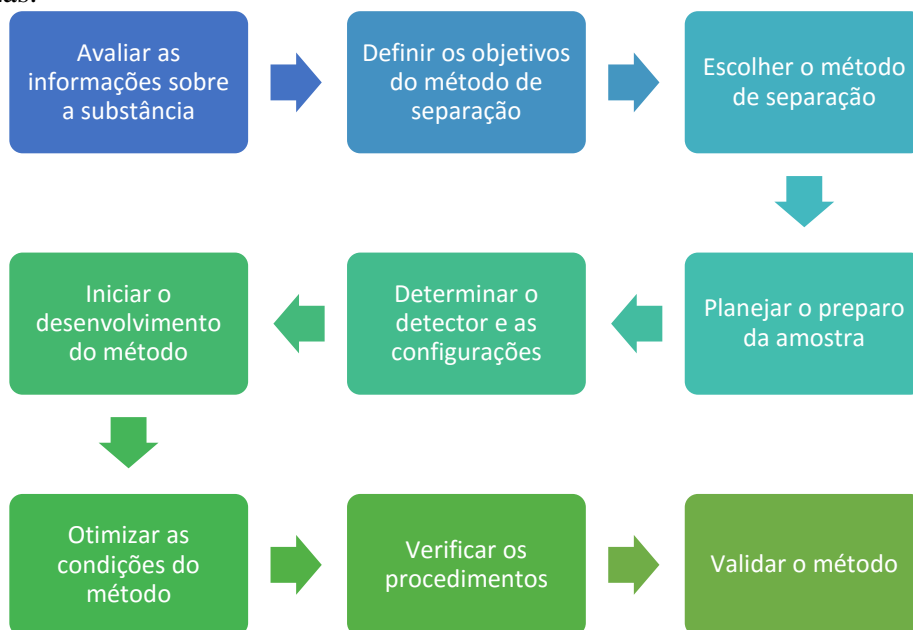 Avaliar as
informações sobre
a substância
Definir os objetivos
do método de
separação
Escolher o método
de separação
Planejar o preparo
da amostra
Determinar o
detector e as
configurações
Iniciar o
desenvolvimento
do método
Otimizar as
condições do
método
Verificar os
procedimentos
Validar o método